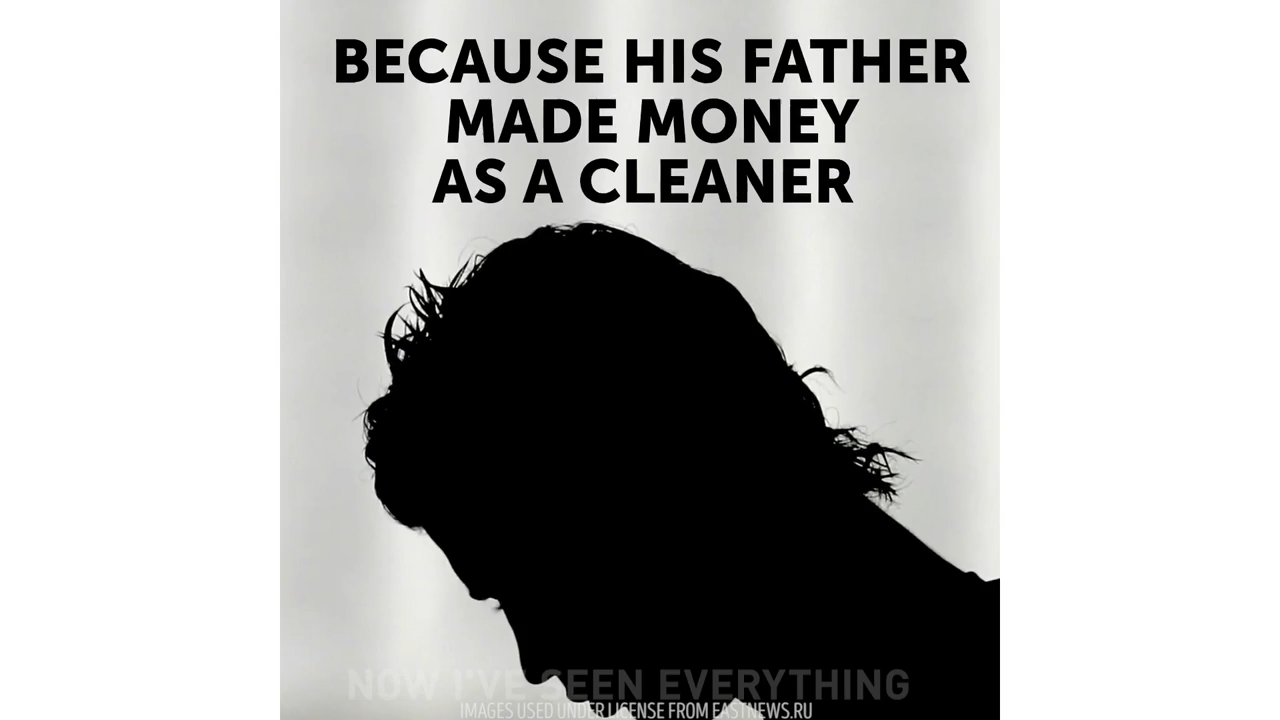 BECAUSE HIS FATHER
MADE MONEY
AS A CLEANER
NOW I'VE SEEN EVERYTHING
IMAGES USED UNDER LICENSE FROM EASTNEWS.RU